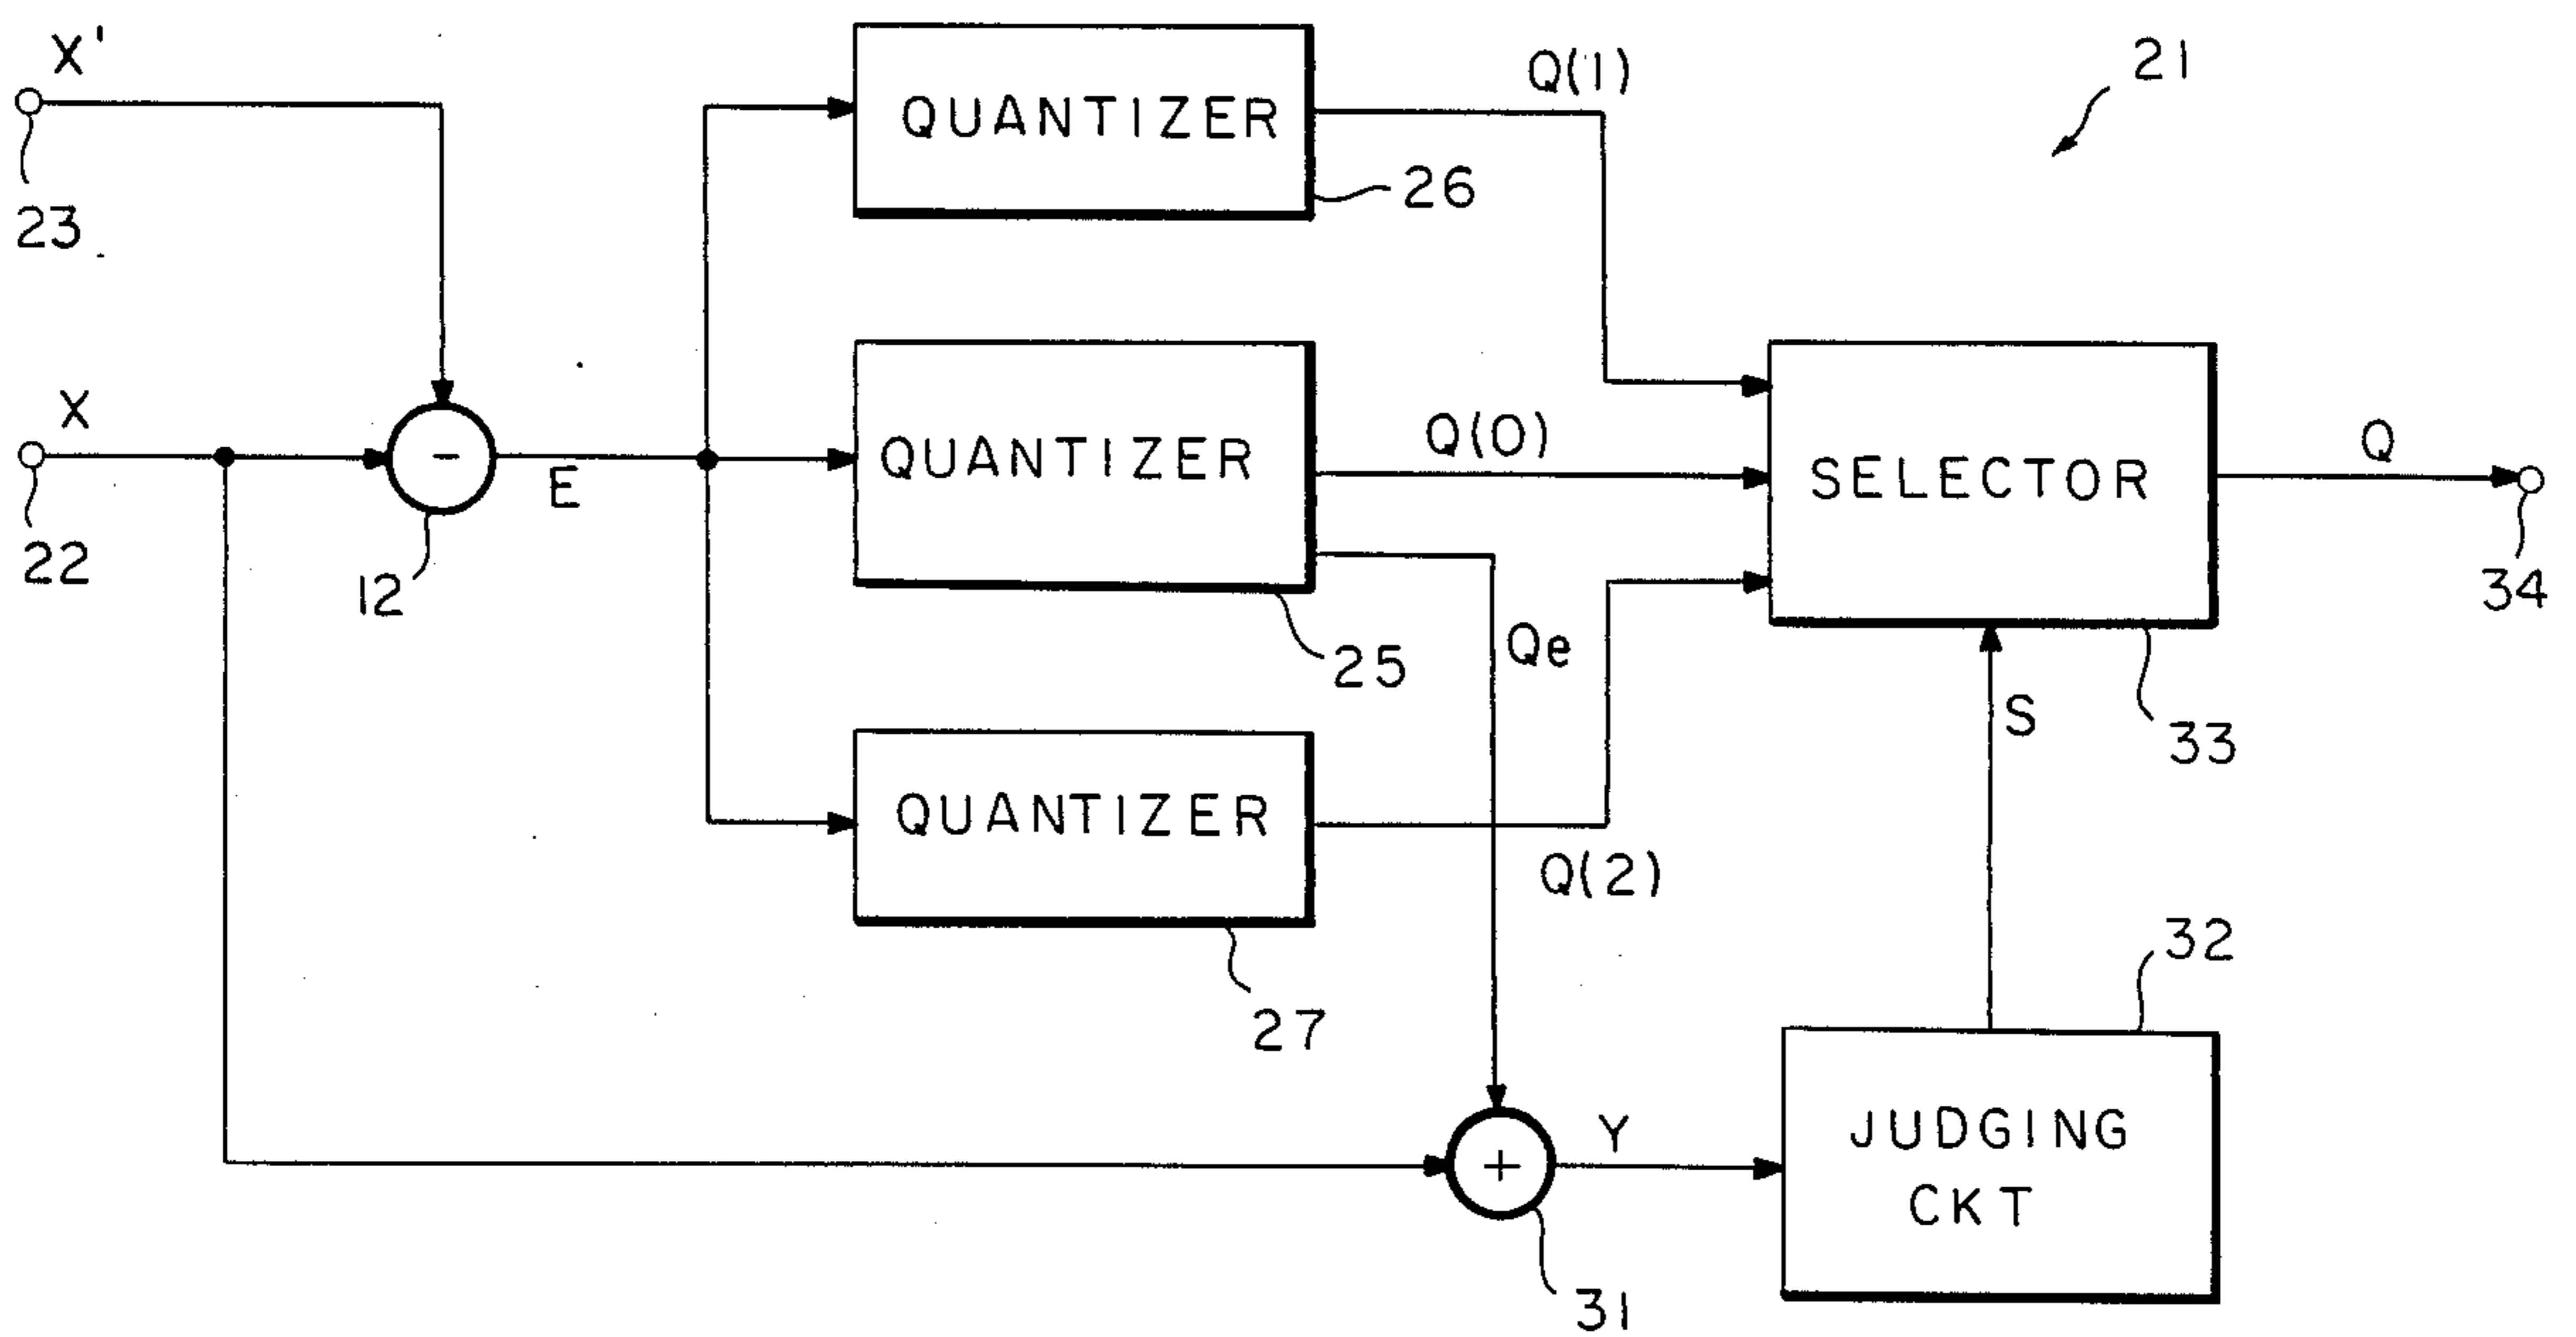 X'
23
X
22
12
E
QUANTIZER
26
Q(1)
21
QUANTIZER
25
Q(0)
Qe
QUANTIZER
27
Q(2)
SELECTOR
33
Q
34
S
-
+
31
Y
JUDGING
CKT
32